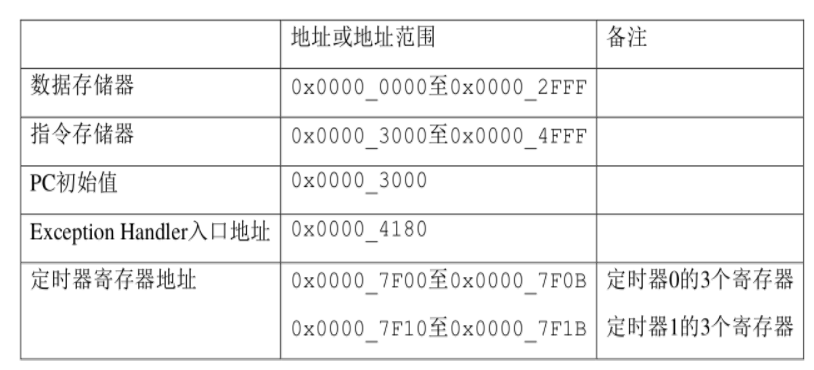 地址或地址范围 备注
数据存储器 0x0000_0000至0x0000_2FFF
指令存储器 0x0000_3000至0x0000_4FFF
PC初始值 0x0000_3000
Exception Handler入口地址 0x0000_4180
定时器寄存器地址 0x0000_7F00至0x0000_7F0B 定时器0的3个寄存器
0x0000_7F10至0x0000_7F1B 定时器1的3个寄存器